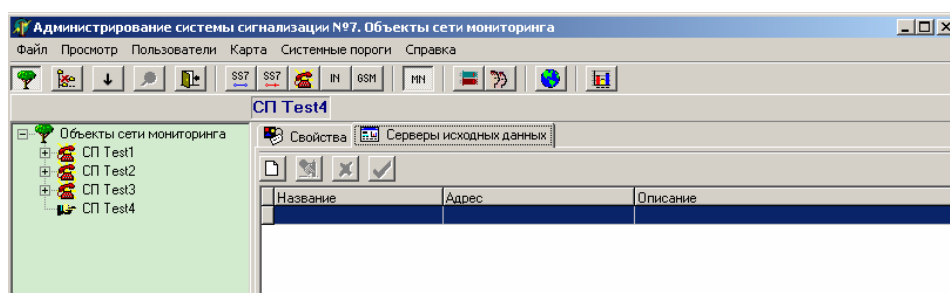 Администрирование системы сигнализации №7. Объекты сети мониторинга
Файл Просмотр Пользователи Карта Системные пороги Справка
SS7 SS7 IN GSM MN
СП Test4
Объекты сети мониторинга
СП Test1
СП Test2
СП Test3
СП Test4
Свойства Серверы исходных данных
Название Адрес Описание